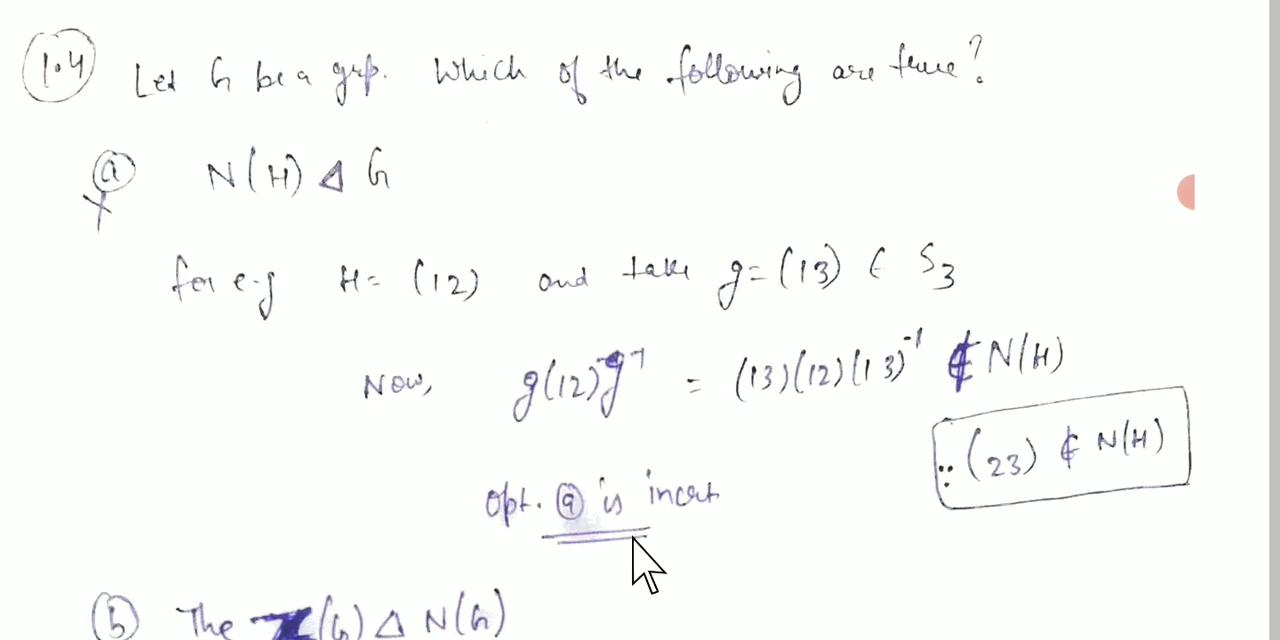 1.4 Let G be a grp. Which of the following are true?
(a) N(H) Δ G
for e.g H = (12) and take g = (13) ∈ S3
Now, g(12)g⁻¹ = (13)(12)(13)⁻¹ ∉ N(H)
∵ (23) ∉ N(H)
Opt. (a) is incort
(b) The Z(G) Δ N(G)